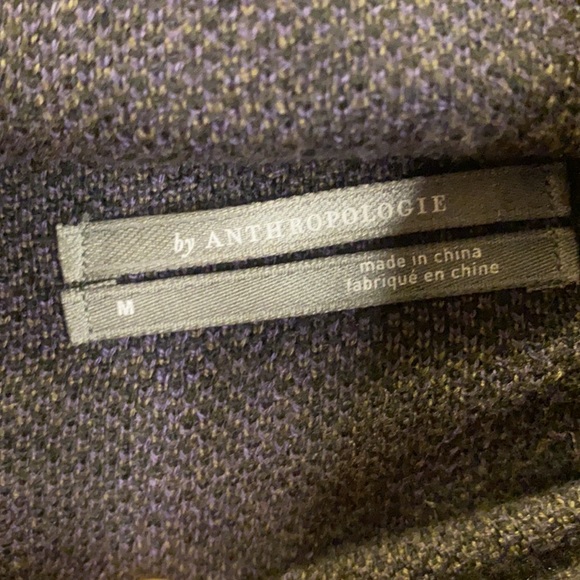 by ANTHROPOLOGIE
made in china
fabriqué en chine
M